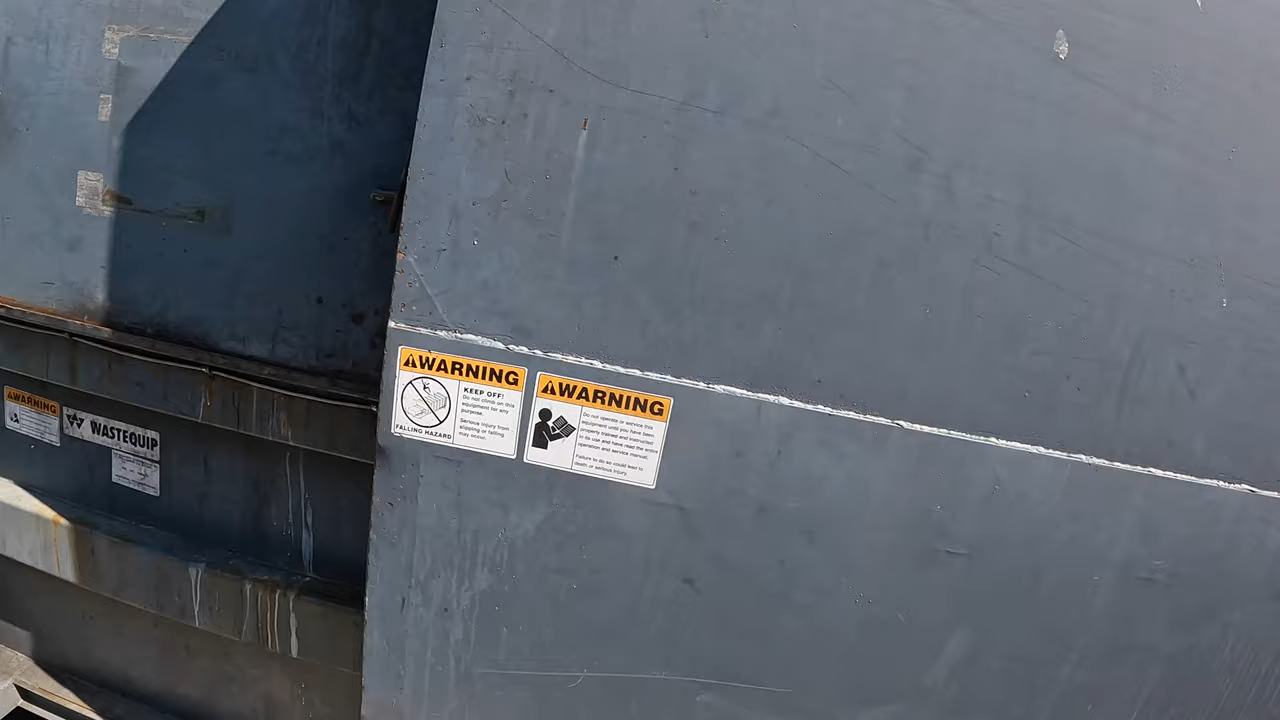 WARNING
KEEP OFF!
Do not climb on this
equipment for any
purpose.
Serious injury from
slipping or falling
may occur.
FALLING HAZARD
WARNING
Do not operate or service this
equipment until you have been
properly trained and instructed
in its use and have read the entire
operation and service manual.
Failure to do so could lead to
death or serious injury.
WARNING
WASTEQUIP